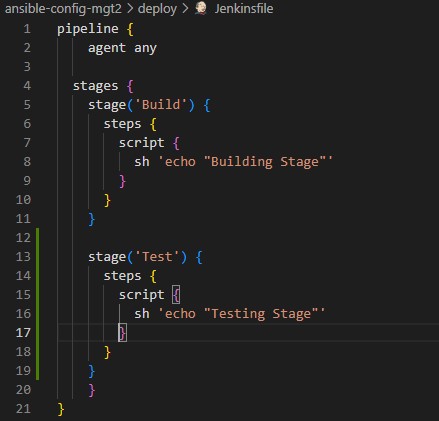 ansible-config-mgt2 > deploy > Jenkinsfile
1 pipeline {
2     agent any
3
4   stages {
5     stage('Build') {
6       steps {
7         script {
8           sh 'echo "Building Stage"'
9         }
10       }
11     }
12
13     stage('Test') {
14       steps {
15         script {
16           sh 'echo "Testing Stage"'
17         }
18       }
19     }
20     }
21 }